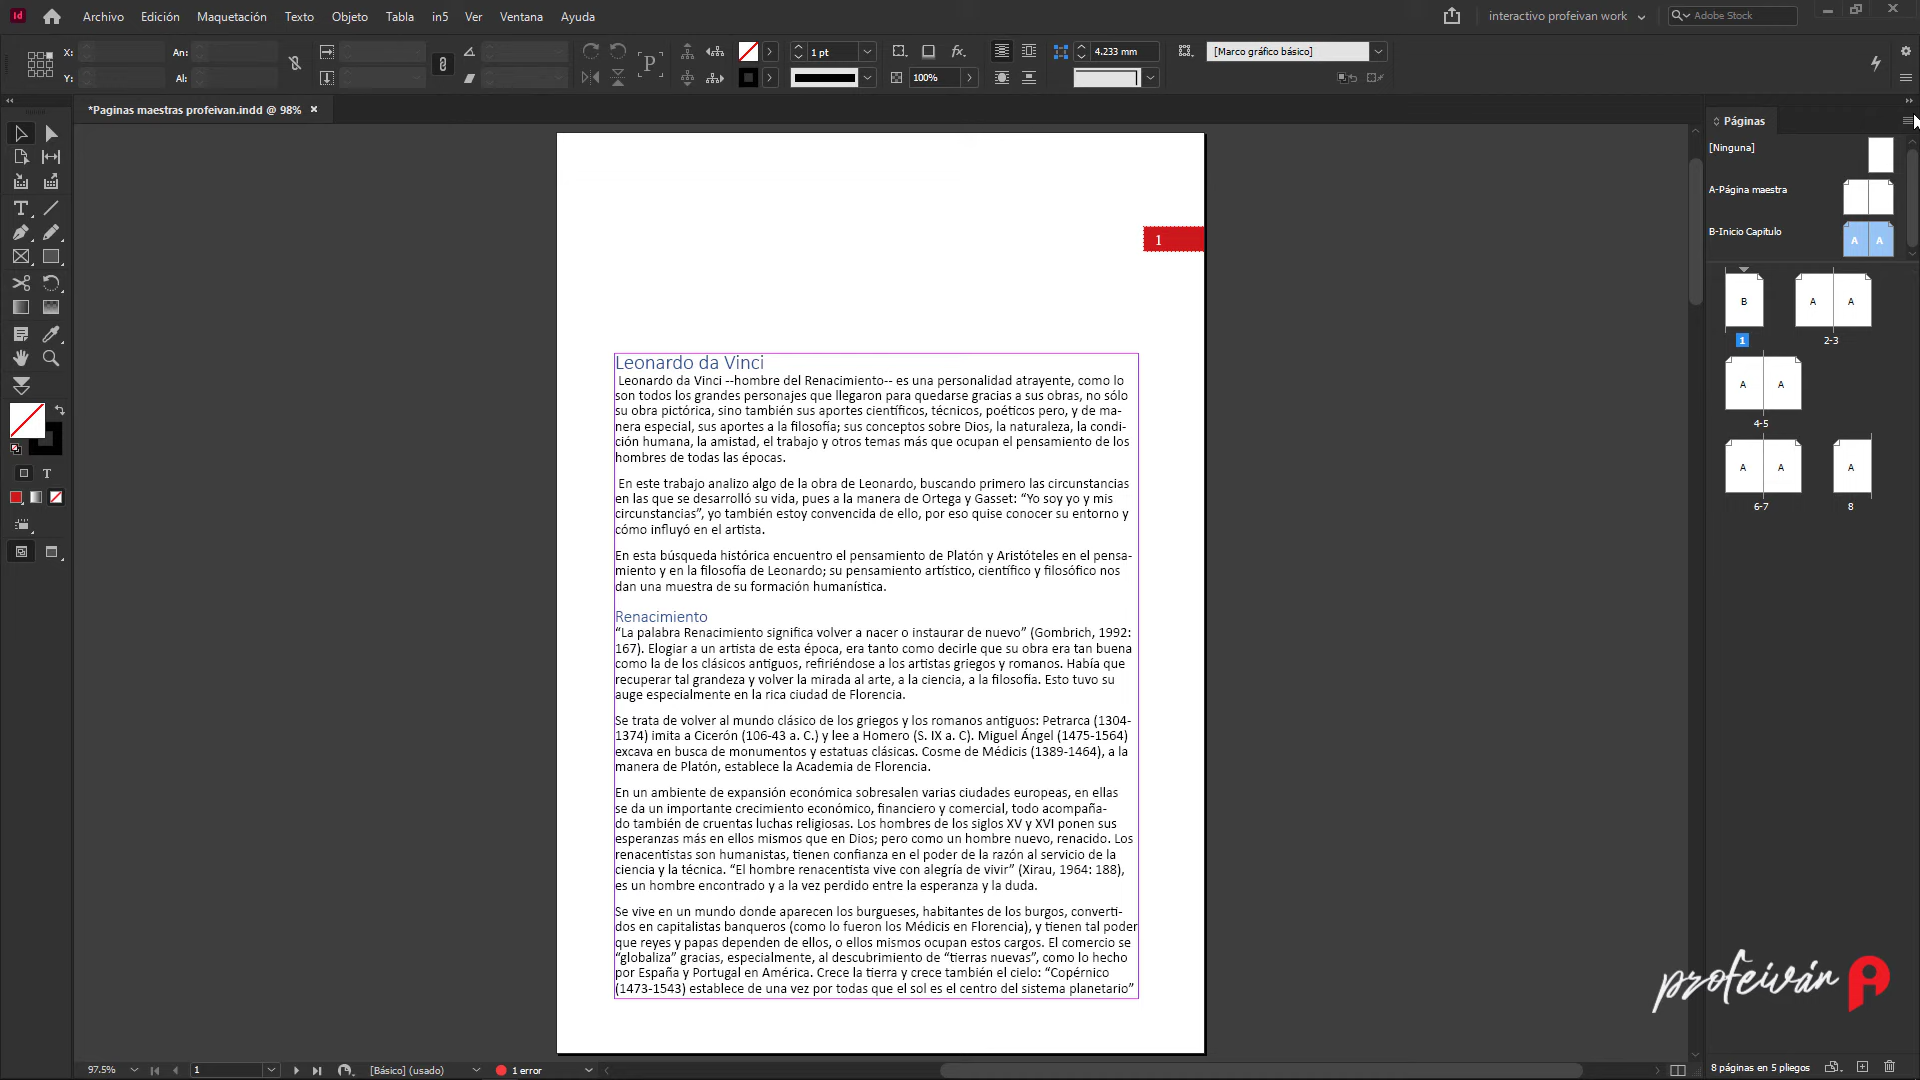 Id Archivo Edición Maquetación Texto Objeto Tabla in5 Ver Ventana Ayuda interactivo profeivan work Adobe Stock
X: An: 1 pt fx. 4.233 mm [Marco gráfico básico]
Y: Al: P 100%
*Paginas maestras profeivan.indd @ 98%
Páginas
[Ninguna]
A-Página maestra
B-Inicio Capitulo
A A
B A A
1 2-3
A A
4-5
A A A
6-7 8
T
T
1
Leonardo da Vinci
Leonardo da Vinci --hombre del Renacimiento-- es una personalidad atrayente, como lo
son todos los grandes personajes que llegaron para quedarse gracias a sus obras, no sólo
su obra pictórica, sino también sus aportes científicos, técnicos, poéticos pero, y de ma-
nera especial, sus aportes a la filosofía; sus conceptos sobre Dios, la naturaleza, la condi-
ción humana, la amistad, el trabajo y otros temas más que ocupan el pensamiento de los
hombres de todas las épocas.
En este trabajo analizo algo de la obra de Leonardo, buscando primero las circunstancias
en las que se desarrolló su vida, pues a la manera de Ortega y Gasset: “Yo soy yo y mis
circunstancias”, yo también estoy convencida de ello, por eso quise conocer su entorno y
cómo influyó en el artista.
En esta búsqueda histórica encuentro el pensamiento de Platón y Aristóteles en el pensa-
miento y en la filosofía de Leonardo; su pensamiento artístico, científico y filosófico nos
dan una muestra de su formación humanística.
Renacimiento
“La palabra Renacimiento significa volver a nacer o instaurar de nuevo” (Gombrich, 1992:
167). Elogiar a un artista de esta época, era tanto como decirle que su obra era tan buena
como la de los clásicos antiguos, refiriéndose a los artistas griegos y romanos. Había que
recuperar tal grandeza y volver la mirada al arte, a la ciencia, a la filosofía. Esto tuvo su
auge especialmente en la rica ciudad de Florencia.
Se trata de volver al mundo clásico de los griegos y los romanos antiguos: Petrarca (1304-
1374) imita a Cicerón (106-43 a. C.) y lee a Homero (S. IX a. C). Miguel Ángel (1475-1564)
excava en busca de monumentos y estatuas clásicas. Cosme de Médicis (1389-1464), a la
manera de Platón, establece la Academia de Florencia.
En un ambiente de expansión económica sobresalen varias ciudades europeas, en ellas
se da un importante crecimiento económico, financiero y comercial, todo acompaña-
do también de cruentas luchas religiosas. Los hombres de los siglos XV y XVI ponen sus
esperanzas más en ellos mismos que en Dios; pero como un hombre nuevo, renacido. Los
renacentistas son humanistas, tienen confianza en el poder de la razón al servicio de la
ciencia y la técnica. “El hombre renacentista vive con alegría de vivir” (Xirau, 1964: 188),
es un hombre encontrado y a la vez perdido entre la esperanza y la duda.
Se vive en un mundo donde aparecen los burgueses, habitantes de los burgos, converti-
dos en capitalistas banqueros (como lo fueron los Médicis en Florencia), y tienen tal poder
que reyes y papas dependen de ellos, o ellos mismos ocupan estos cargos. El comercio se
“globaliza” gracias, especialmente, al descubrimiento de “tierras nuevas”, como lo hecho
por España y Portugal en América. Crece la tierra y crece también el cielo: “Copérnico
(1473-1543) establece de una vez por todas que el sol es el centro del sistema planetario”
profeiván
97.5% 1 [Básico] (usado) 1 error 8 páginas en 5 pliegos